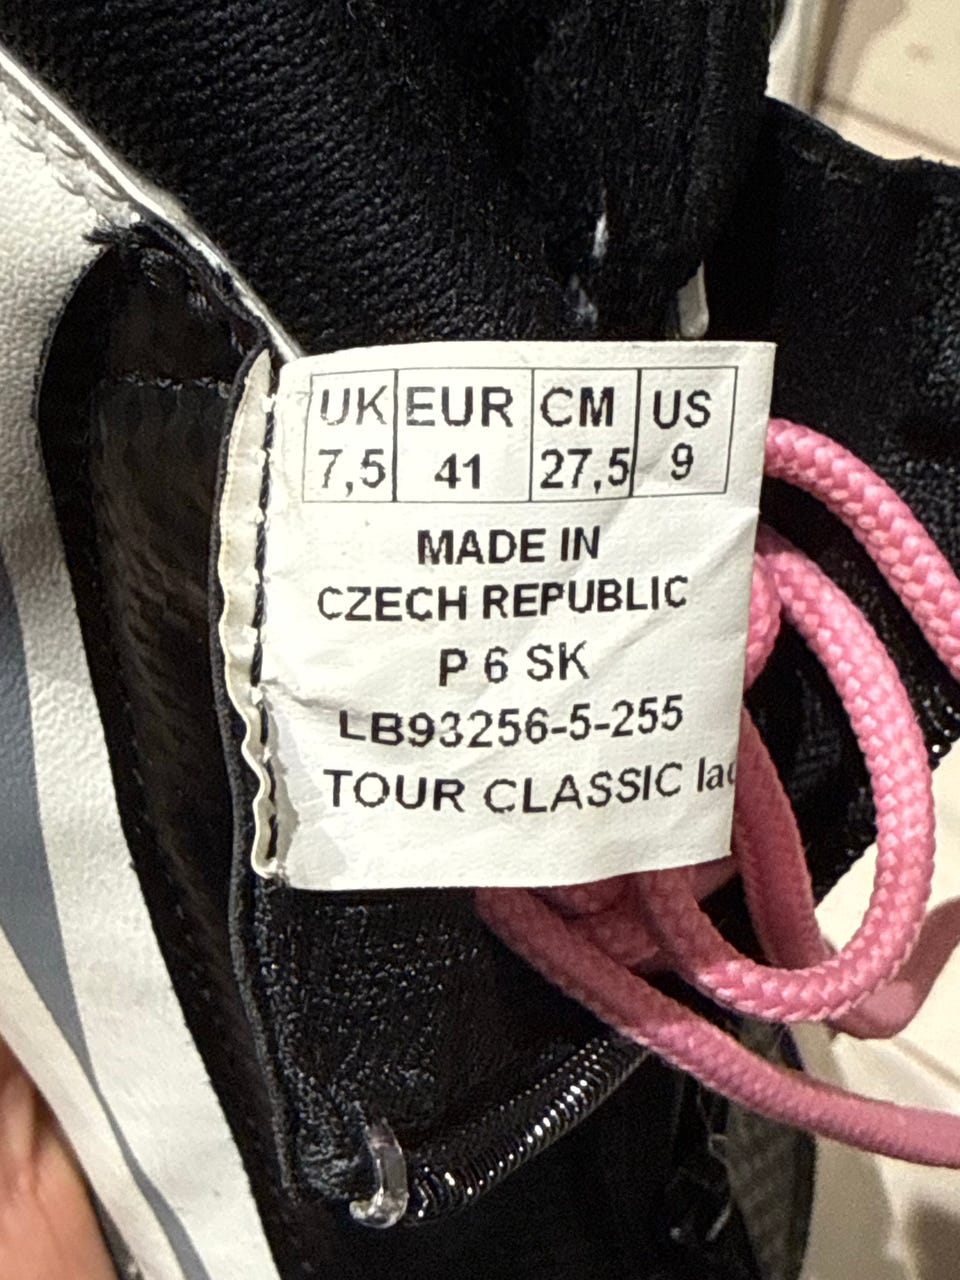 UK EUR CM US
7,5 41 27,5 9
MADE IN
CZECH REPUBLIC
P 6 SK
LB93256-5-255
TOUR CLASSIC